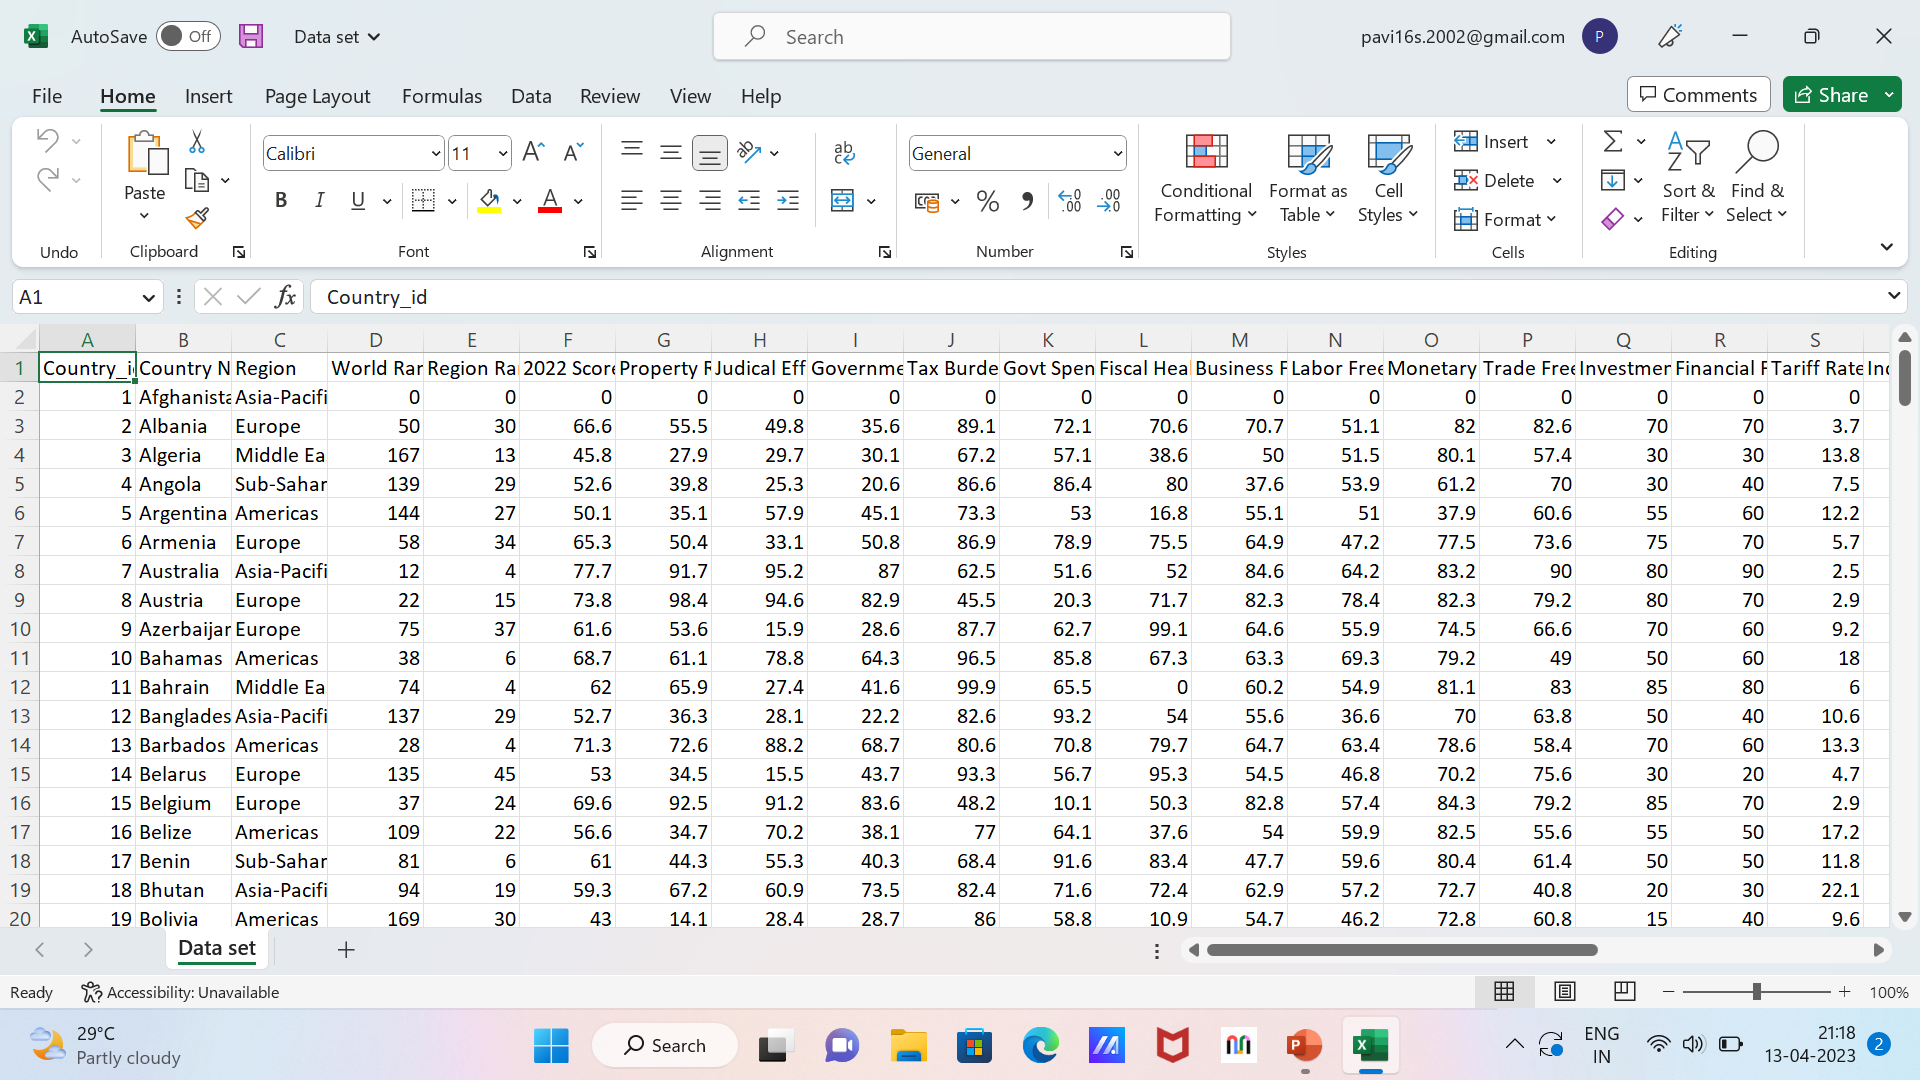 AutoSave Off Data set Search pavi16s.2002@gmail.com P
File Home Insert Page Layout Formulas Data Review View Help Comments Share
Paste Calibri 11 General Conditional Formatting Format as Table Cell Styles Insert Delete Format Sort & Filter Find & Select
Undo Clipboard Font Alignment Number Styles Cells Editing
A1 fx Country_id
A B C D E F G H I J K L M N O P Q R S
1 Country_id Country N Region World Ran Region Ran 2022 Score Property R Judical Eff Governme Tax Burde Govt Spen Fiscal Heal Business F Labor Free Monetary Trade Free Investmen Financial F Tariff Rate Inc
2 1 Afghanista Asia-Pacifi 0 0 0 0 0 0 0 0 0 0 0 0 0 0 0 0
3 2 Albania Europe 50 30 66.6 55.5 49.8 35.6 89.1 72.1 70.6 70.7 51.1 82 82.6 70 70 3.7
4 3 Algeria Middle Ea 167 13 45.8 27.9 29.7 30.1 67.2 57.1 38.6 50 51.5 80.1 57.4 30 30 13.8
5 4 Angola Sub-Sahar 139 29 52.6 39.8 25.3 20.6 86.6 86.4 80 37.6 53.9 61.2 70 30 40 7.5
6 5 Argentina Americas 144 27 50.1 35.1 57.9 45.1 73.3 53 16.8 55.1 51 37.9 60.6 55 60 12.2
7 6 Armenia Europe 58 34 65.3 50.4 33.1 50.8 86.9 78.9 75.5 64.9 47.2 77.5 73.6 75 70 5.7
8 7 Australia Asia-Pacifi 12 4 77.7 91.7 95.2 87 62.5 51.6 52 84.6 64.2 83.2 90 80 90 2.5
9 8 Austria Europe 22 15 73.8 98.4 94.6 82.9 45.5 20.3 71.7 82.3 78.4 82.3 79.2 80 70 2.9
10 9 Azerbaijan Europe 75 37 61.6 53.6 15.9 28.6 87.7 62.7 99.1 64.6 55.9 74.5 66.6 70 60 9.2
11 10 Bahamas Americas 38 6 68.7 61.1 78.8 64.3 96.5 85.8 67.3 63.3 69.3 79.2 49 50 60 18
12 11 Bahrain Middle Ea 74 4 62 65.9 27.4 41.6 99.9 65.5 0 60.2 54.9 81.1 83 85 80 6
13 12 Banglades Asia-Pacifi 137 29 52.7 36.3 28.1 22.2 82.6 93.2 54 55.6 36.6 70 63.8 50 40 10.6
14 13 Barbados Americas 28 4 71.3 72.6 88.2 68.7 80.6 70.8 79.7 64.7 63.4 78.6 58.4 70 60 13.3
15 14 Belarus Europe 135 45 53 34.5 15.5 43.7 93.3 56.7 95.3 54.5 46.8 70.2 75.6 30 20 4.7
16 15 Belgium Europe 37 24 69.6 92.5 91.2 83.6 48.2 10.1 50.3 82.8 57.4 84.3 79.2 85 70 2.9
17 16 Belize Americas 109 22 56.6 34.7 70.2 38.1 77 64.1 37.6 54 59.9 82.5 55.6 55 50 17.2
18 17 Benin Sub-Sahar 81 6 61 44.3 55.3 40.3 68.4 91.6 83.4 47.7 59.6 80.4 61.4 50 50 11.8
19 18 Bhutan Asia-Pacifi 94 19 59.3 67.2 60.9 73.5 82.4 71.6 72.4 62.9 57.2 72.7 40.8 20 30 22.1
20 19 Bolivia Americas 169 30 43 14.1 28.4 28.7 86 58.8 10.9 54.7 46.2 72.8 60.8 15 40 9.6
Data set
Ready Accessibility: Unavailable 100%
29°C Search ENG 21:18
Partly cloudy IN 13-04-2023 2